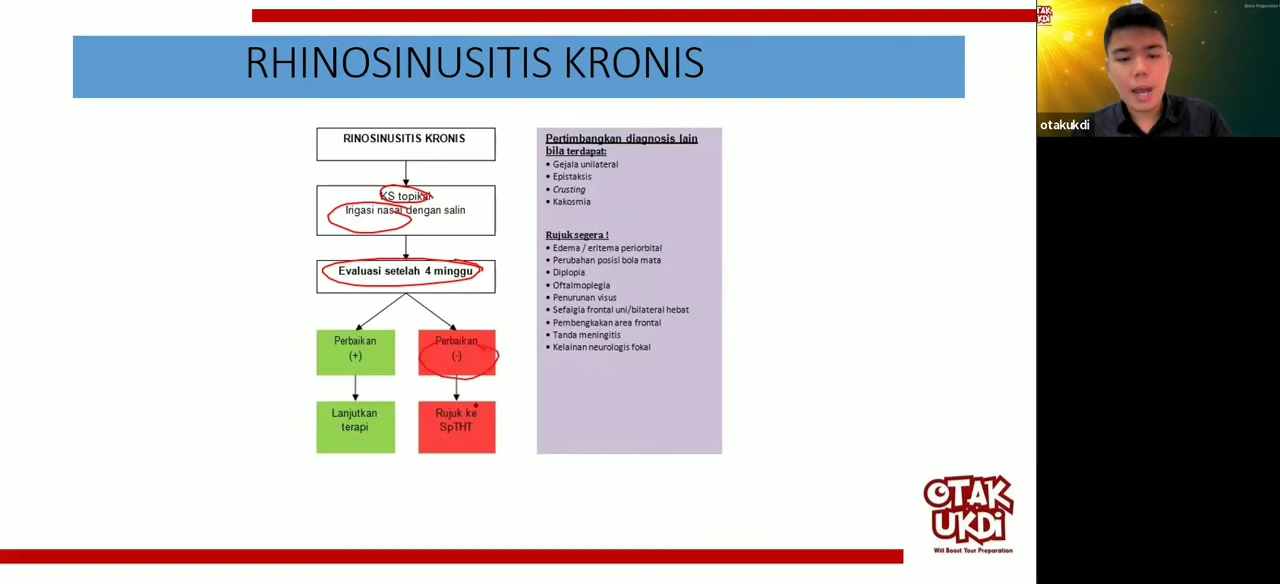 RHINOSINUSITIS KRONIS
RINOSINUSITIS KRONIS
KS topikal
Irigasi nasal dengan salin
Evaluasi setelah 4 minggu
Perbaikan
(+)
Perbaikan
(-)
Lanjutkan
terapi
Rujuk ke
SpTHT
Pertimbangkan diagnosis lain
bila terdapat:
• Gejala unilateral
• Epistaksis
• Crusting
• Kakosmia
Rujuk segera !
• Edema / eritema periorbital
• Perubahan posisi bola mata
• Diplopia
• Oftalmoplegia
• Penurunan visus
• Sefalgia frontal uni/bilateral hebat
• Pembengkakan area frontal
• Tanda meningitis
• Kelainan neurologis fokal
OTAK
UKDI
Will Boost Your Preparation
otakukdi